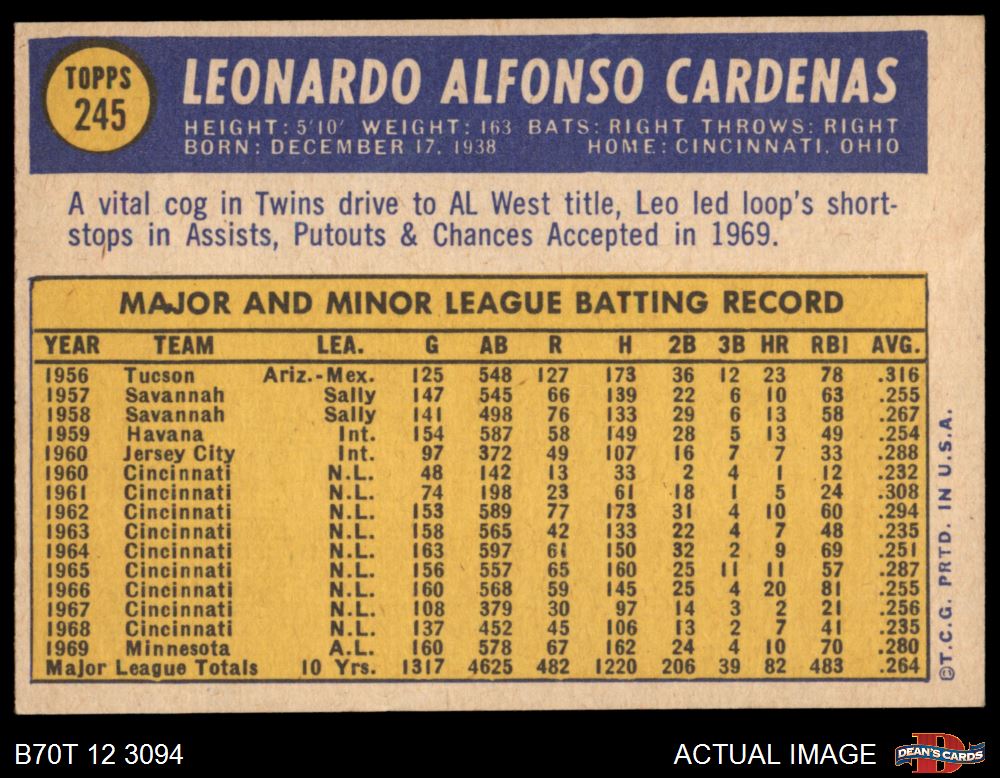 TOPPS
245
LEONARDO ALFONSO CARDENAS
HEIGHT: 5'10' WEIGHT: 163 BATS: RIGHT THROWS: RIGHT
BORN: DECEMBER 17, 1938 HOME: CINCINNATI, OHIO
A vital cog in Twins drive to AL West title, Leo led loop's short-
stops in Assists, Putouts & Chances Accepted in 1969.
MAJOR AND MINOR LEAGUE BATTING RECORD
YEAR TEAM LEA. G AB R H 2B 3B HR RBI AVG.
1956 Tucson Ariz.-Mex. 125 548 127 173 36 12 23 78 .316
1957 Savannah Sally 147 545 66 139 22 6 10 63 .255
1958 Savannah Sally 141 498 76 133 29 6 13 58 .267
1959 Havana Int. 154 587 58 149 28 5 13 49 .254
1960 Jersey City Int. 97 372 49 107 16 7 7 33 .288
1960 Cincinnati N.L. 48 142 13 33 2 4 1 12 .232
1961 Cincinnati N.L. 74 198 23 61 18 1 5 24 .308
1962 Cincinnati N.L. 153 589 77 173 31 4 10 60 .294
1963 Cincinnati N.L. 158 565 42 133 22 4 7 48 .235
1964 Cincinnati N.L. 163 597 61 150 32 2 9 69 .251
1965 Cincinnati N.L. 156 557 65 160 25 11 11 57 .287
1966 Cincinnati N.L. 160 568 59 145 25 4 20 81 .255
1967 Cincinnati N.L. 108 379 30 97 14 3 2 21 .256
1968 Cincinnati N.L. 137 452 45 106 13 2 7 41 .235
1969 Minnesota A.L. 160 578 67 162 24 4 10 70 .280
Major League Totals 10 Yrs. 1317 4625 482 1220 206 39 82 483 .264
©T.C.G. PRTD. IN U.S.A.
B70T 12 3094
ACTUAL IMAGE
DEAN'S CARDS